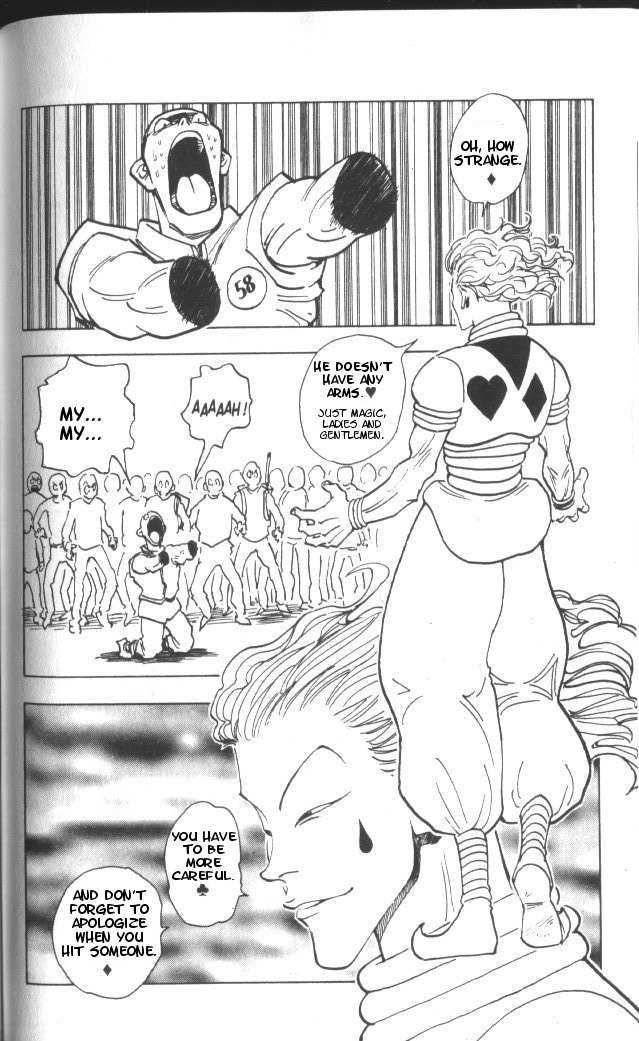 OH, HOW
STRANGE.
♦
58
HE DOESN'T
HAVE ANY
ARMS.♥
JUST MAGIC,
LADIES AND
GENTLEMEN.
AAAAAH!
MY...
MY...
YOU HAVE
TO BE
MORE
CAREFUL.
♣
AND DON'T
FORGET TO
APOLOGIZE
WHEN YOU
HIT SOMEONE.
♦